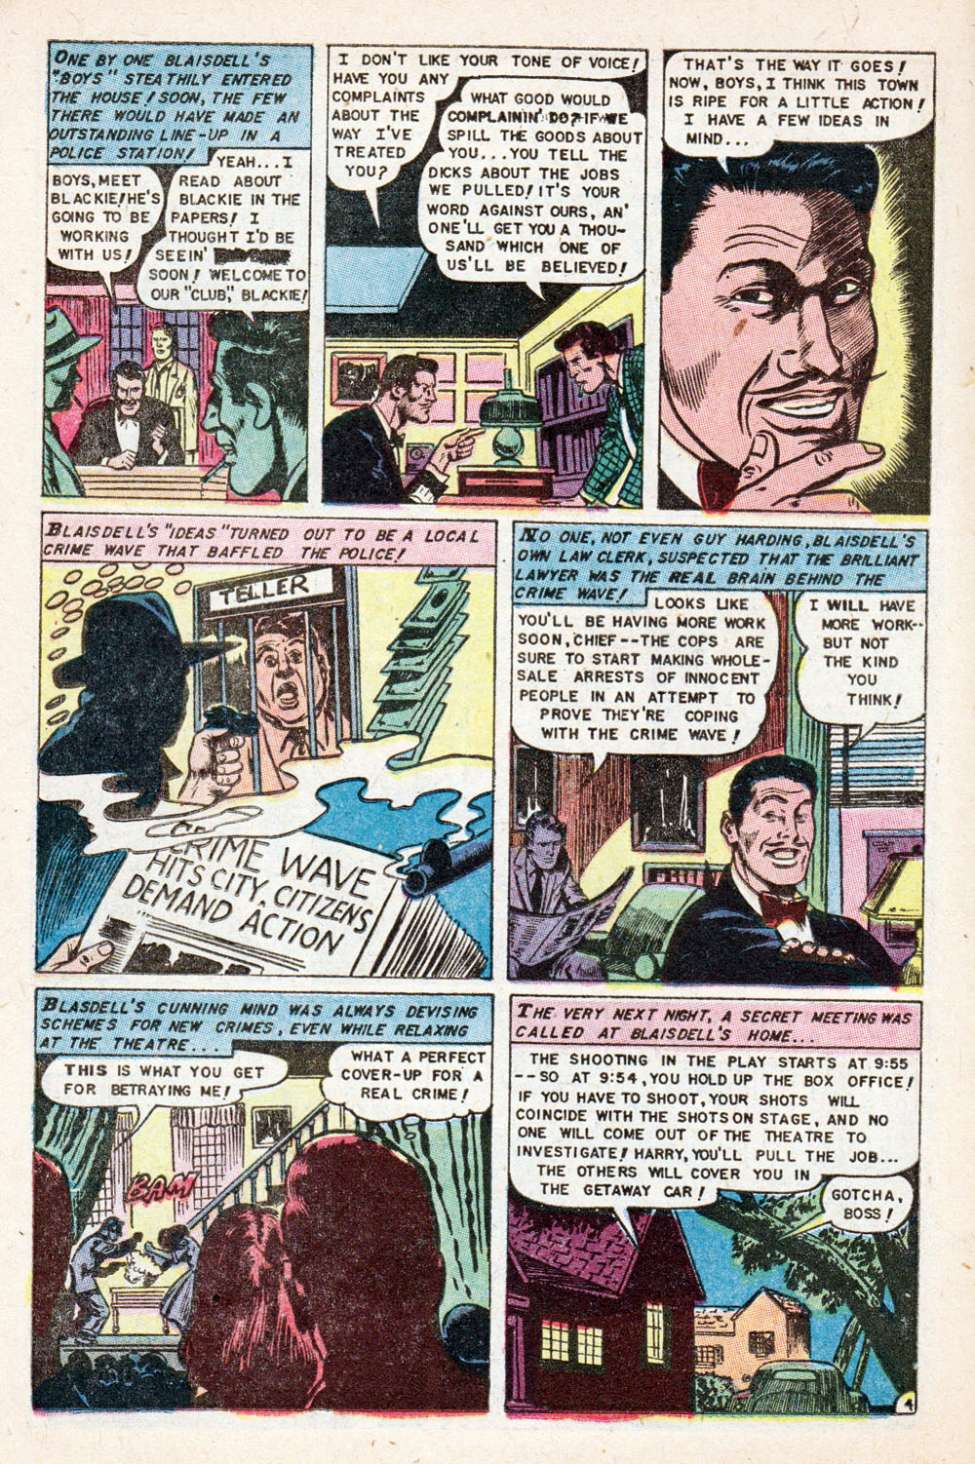 ONE BY ONE BLAISDELL'S
"BOYS" STEATHILY ENTERED
THE HOUSE! SOON, THE FEW
THERE WOULD HAVE MADE AN
OUTSTANDING LINE-UP IN A
POLICE STATION!
BOYS, MEET
BLACKIE! HE'S
GOING TO BE
WORKING
WITH US!
YEAH...I
READ ABOUT
BLACKIE IN THE
PAPERS! I
THOUGHT I'D BE
SEEIN'
SOON! WELCOME TO
OUR "CLUB," BLACKIE!
I DON'T LIKE YOUR TONE OF VOICE!
HAVE YOU ANY
COMPLAINTS
ABOUT THE
WAY I'VE
TREATED
YOU?
WHAT GOOD WOULD
COMPLAININ' DO? IF WE
SPILL THE GOODS ABOUT
YOU...YOU TELL THE
DICKS ABOUT THE JOBS
WE PULLED! IT'S YOUR
WORD AGAINST OURS, AN'
ONE'LL GET YOU A THOU-
SAND WHICH ONE OF
US'LL BE BELIEVED!
THAT'S THE WAY IT GOES!
NOW, BOYS, I THINK THIS TOWN
IS RIPE FOR A LITTLE ACTION!
I HAVE A FEW IDEAS IN
MIND...
BLAISDELL'S "IDEAS" TURNED OUT TO BE A LOCAL
CRIME WAVE THAT BAFFLED THE POLICE!
TELLER
CRIME WAVE
HITS CITY, CITIZENS
DEMAND ACTION
NO ONE, NOT EVEN GUY HARDING, BLAISDELL'S
OWN LAW CLERK, SUSPECTED THAT THE BRILLIANT
LAWYER WAS THE REAL BRAIN BEHIND THE
CRIME WAVE!
LOOKS LIKE
YOU'LL BE HAVING MORE WORK
SOON, CHIEF--THE COPS ARE
SURE TO START MAKING WHOLE-
SALE ARRESTS OF INNOCENT
PEOPLE IN AN ATTEMPT TO
PROVE THEY'RE COPING
WITH THE CRIME WAVE!
I WILL HAVE
MORE WORK--
BUT NOT
THE KIND
YOU
THINK!
BLASDELL'S CUNNING MIND WAS ALWAYS DEVISING
SCHEMES FOR NEW CRIMES, EVEN WHILE RELAXING
AT THE THEATRE...
THIS IS WHAT YOU GET
FOR BETRAYING ME!
WHAT A PERFECT
COVER-UP FOR A
REAL CRIME!
BAM
THE VERY NEXT NIGHT, A SECRET MEETING WAS
CALLED AT BLAISDELL'S HOME...
THE SHOOTING IN THE PLAY STARTS AT 9:55
--SO AT 9:54, YOU HOLD UP THE BOX OFFICE!
IF YOU HAVE TO SHOOT, YOUR SHOTS WILL
COINCIDE WITH THE SHOTS ON STAGE, AND NO
ONE WILL COME OUT OF THE THEATRE TO
INVESTIGATE! HARRY, YOU'LL PULL THE JOB...
THE OTHERS WILL COVER YOU IN
THE GETAWAY CAR!
GOTCHA,
BOSS!
4